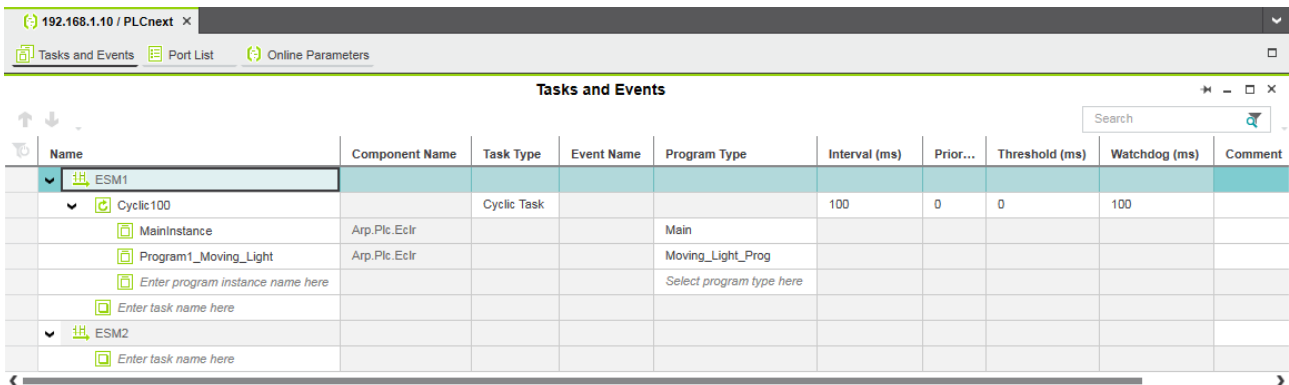 192.168.1.10 / PLCnext
Tasks and Events Port List Online Parameters
Tasks and Events
Search
Name Component Name Task Type Event Name Program Type Interval (ms) Prior... Threshold (ms) Watchdog (ms) Comment
ESM1
Cyclic100 Cyclic Task 100 0 0 100
MainInstance Arp.Plc.Eclr Main
Program1_Moving_Light Arp.Plc.Eclr Moving_Light_Prog
Enter program instance name here Select program type here
Enter task name here
ESM2
Enter task name here